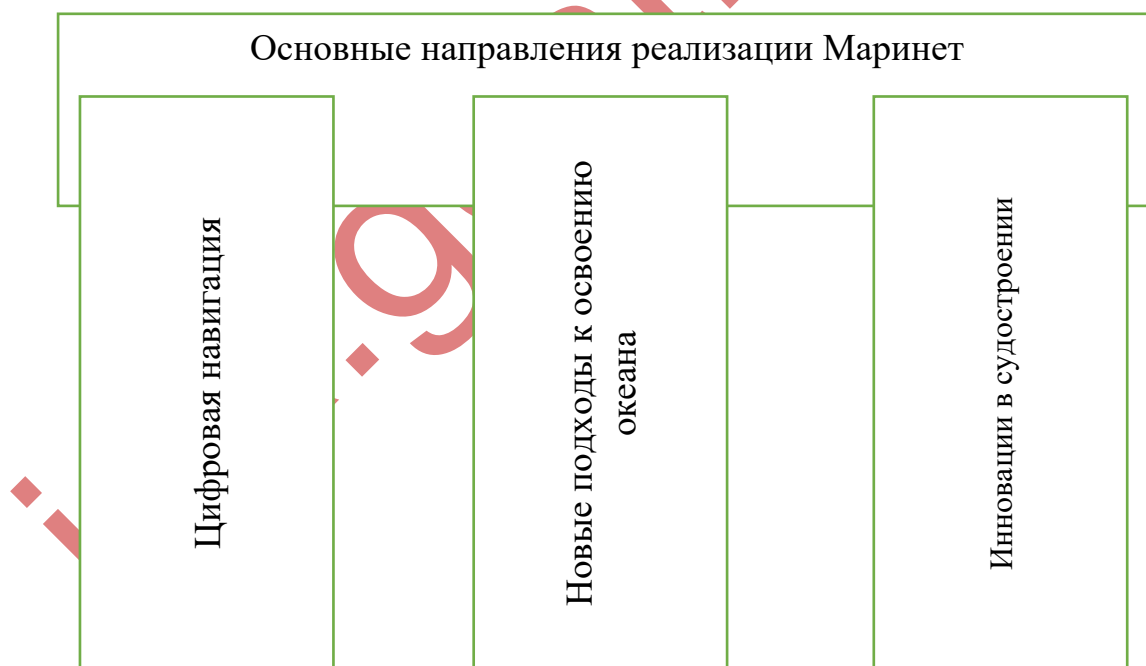 Основные направления реализации Маринет
Цифровая навигация
Новые подходы к освоению
океана
Инновации в судостроении